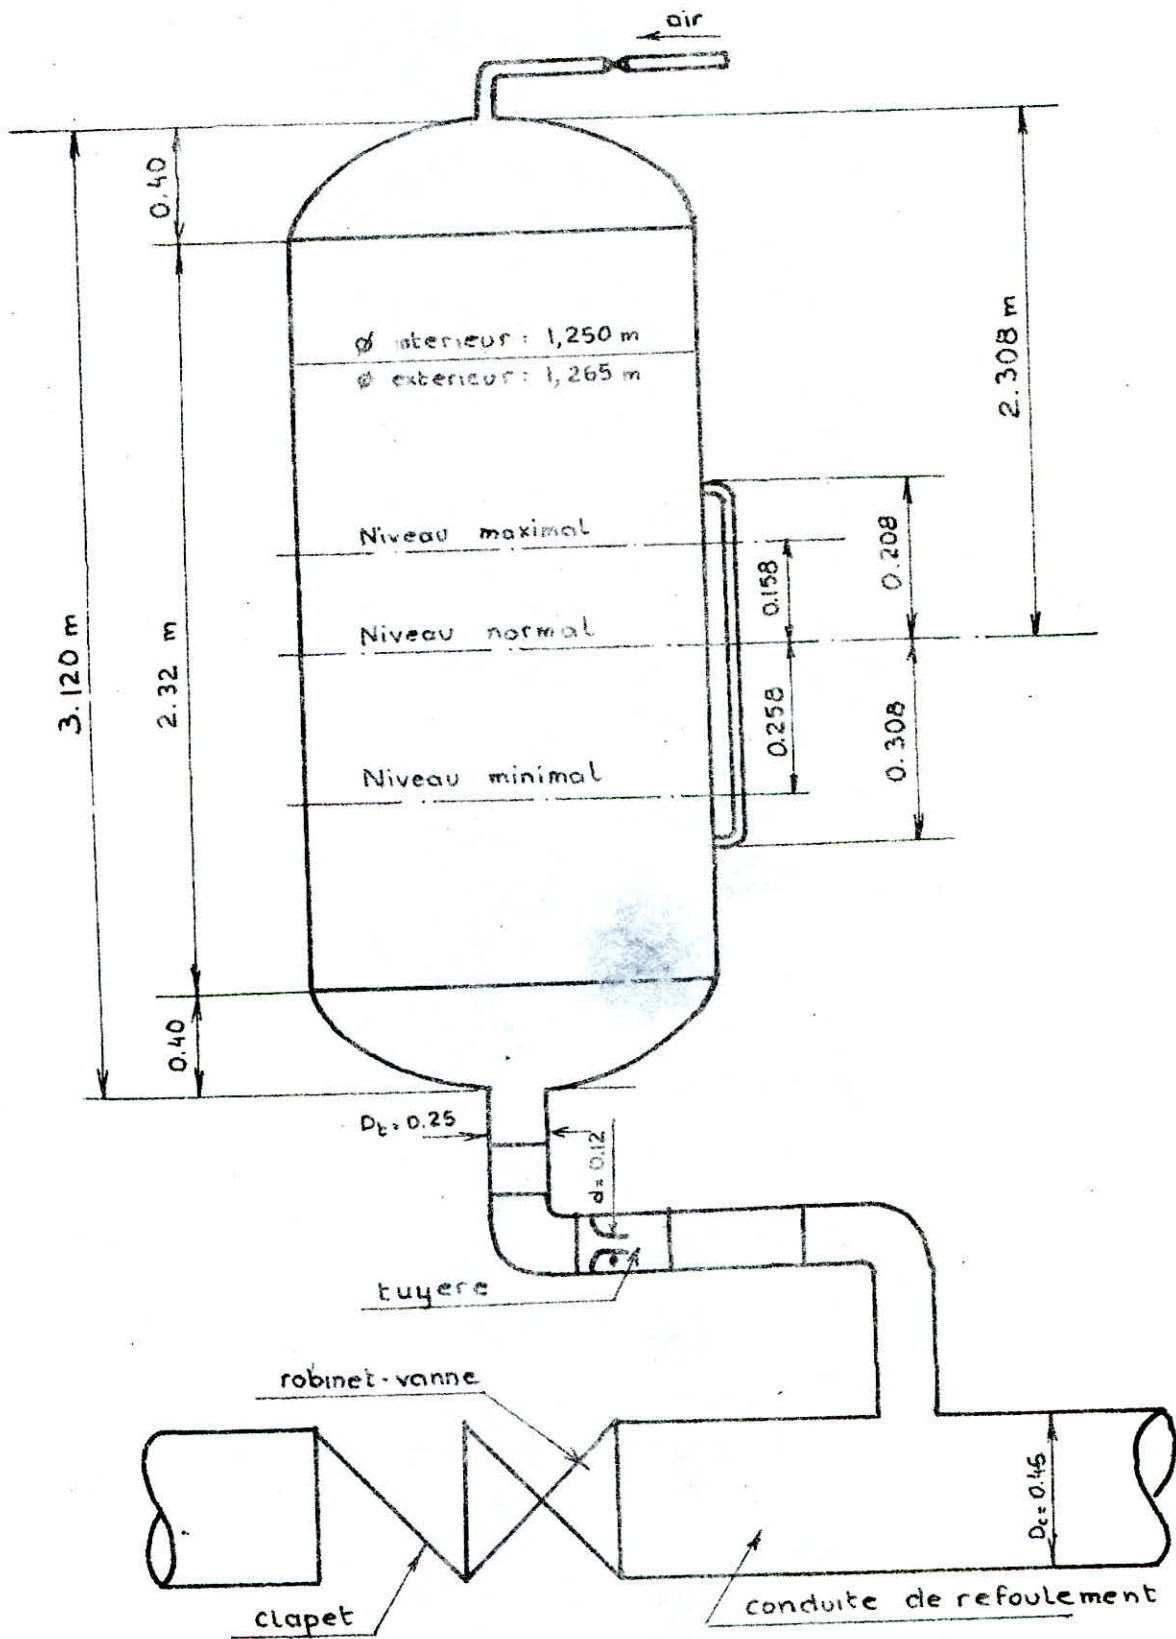 air
0.40
ø interieur : 1,250 m
ø exterieur : 1,265 m
2.308 m
Niveau maximal
0.158
0.208
Niveau normal
3.120 m
2.32 m
0.258
0.308
Niveau minimal
0.40
Dt = 0.25
d = 0.12
tuyere
robinet-vanne
Dc = 0.45
clapet
conduite de refoulement